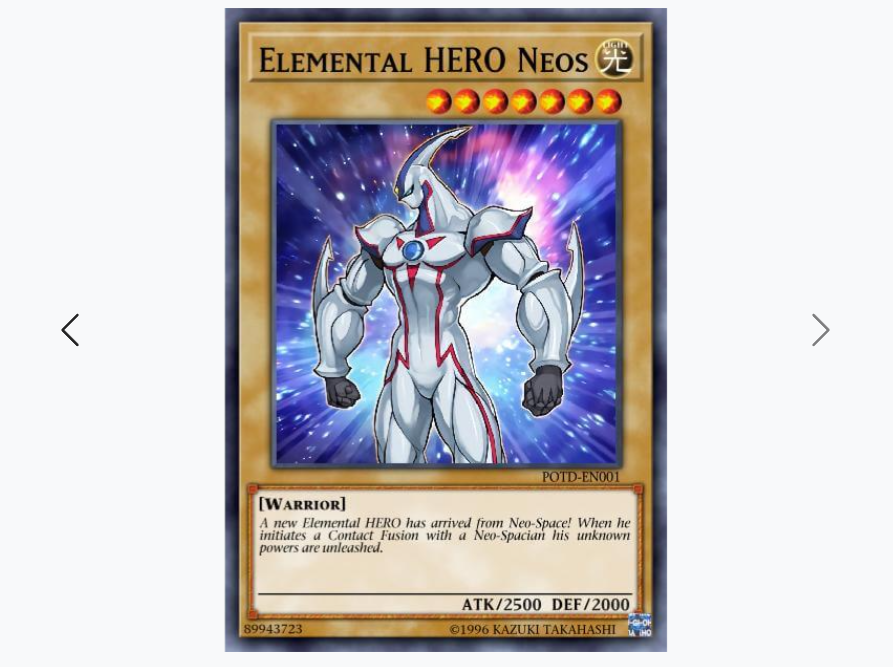 ELEMENTAL HERO NEOS
LIGHT
光
POTD-EN001
[WARRIOR]
A new Elemental HERO has arrived from Neo-Space! When he
initiates a Contact Fusion with a Neo-Spacian his unknown
powers are unleashed.
ATK/2500 DEF/2000
89943723 ©1996 KAZUKI TAKAHASHI